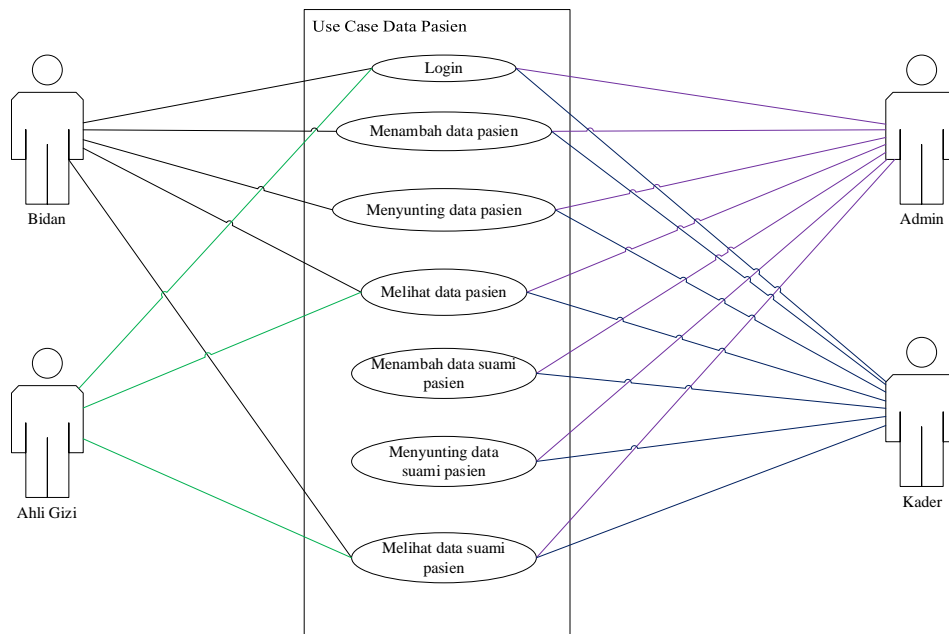 Use Case Data Pasien
Login
Menambah data pasien
Menyunting data pasien
Melihat data pasien
Menambah data suami
pasien
Menyunting data
suami pasien
Melihat data suami
pasien
Bidan
Ahli Gizi
Admin
Kader